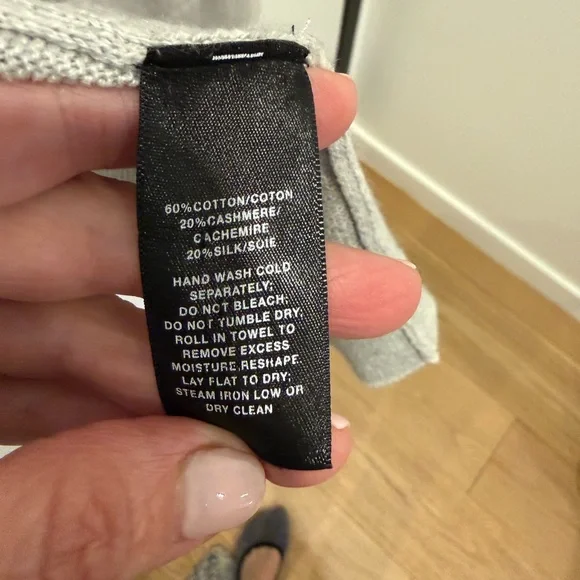 60%COTTON/COTON
20%CASHMERE/
CACHEMIRE
20%SILK/SOIE
HAND WASH COLD
SEPARATELY;
DO NOT BLEACH;
DO NOT TUMBLE DRY;
ROLL IN TOWEL TO
REMOVE EXCESS
MOISTURE,RESHAPE.
LAY FLAT TO DRY;
STEAM IRON LOW OR
DRY CLEAN